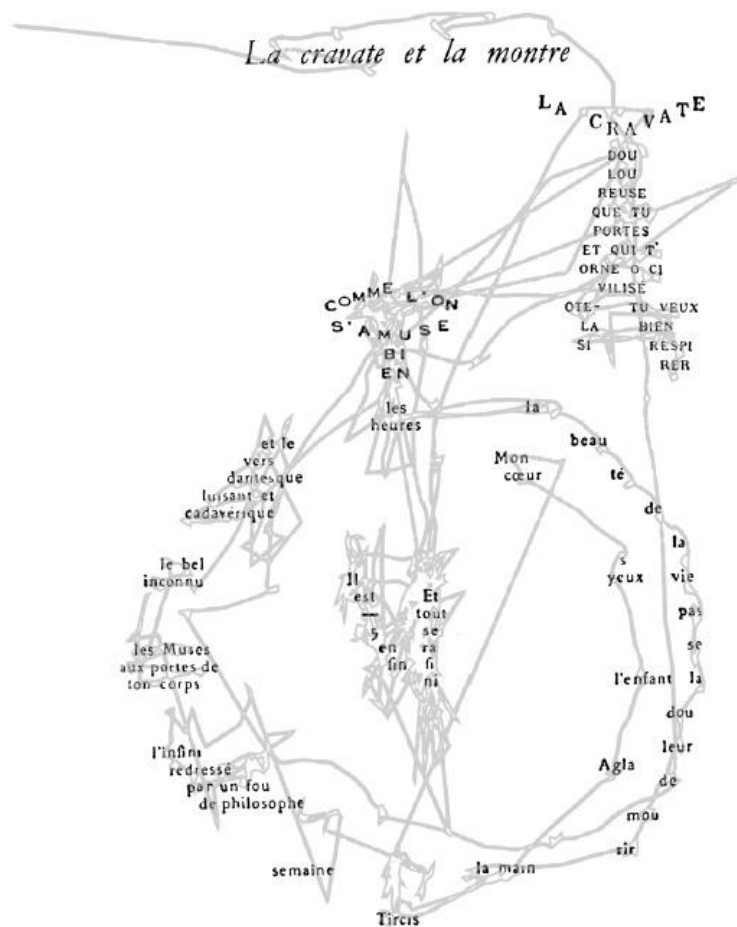 La cravate et la montre
LA CRAVATE
DOU
LOU
REUSE
QUE TU
PORTES
ET QUI T'
ORNE O CI
VILISÉ
OTE- TU VEUX
LA BIEN
SI RESPI
RER
COMME L'ON
S'AMUSE
BI
EN
les
heures
la
beau
té
de
la
vie
pas
se
la
dou
leur
de
mou
rir
Mon
cœur
s
yeux
l'enfant
Agla
la main
Tircis
semaine
l'infini
redressé
par un fou
de philosophe
les Muses
aux portes de
ton corps
le bel
inconnu
et le
vers
dantesque
luisant et
cadavérique
Il
est
—
5
en
fin
Et
tout
se
ra
fi
ni